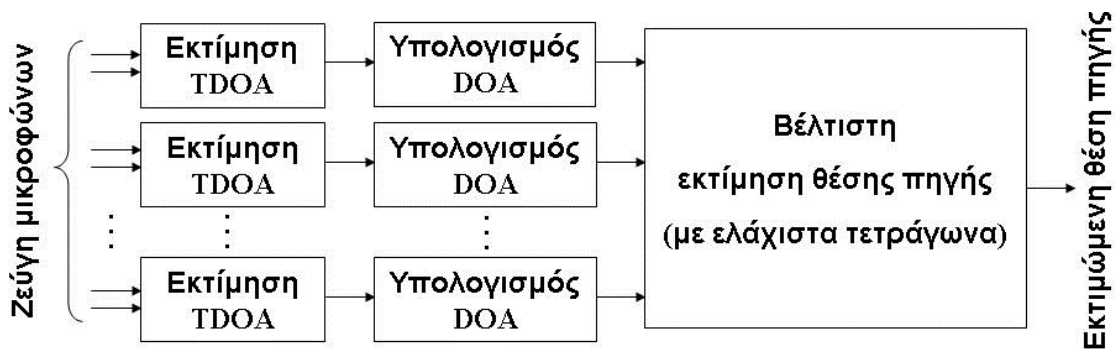 Ζεύγη μικροφώνων
Εκτίμηση
TDOA
Υπολογισμός
DOA
Εκτίμηση
TDOA
Υπολογισμός
DOA
Εκτίμηση
TDOA
Υπολογισμός
DOA
Βέλτιστη
εκτίμηση θέσης πηγής
(με ελάχιστα τετράγωνα)
Εκτιμώμενη θέση πηγής